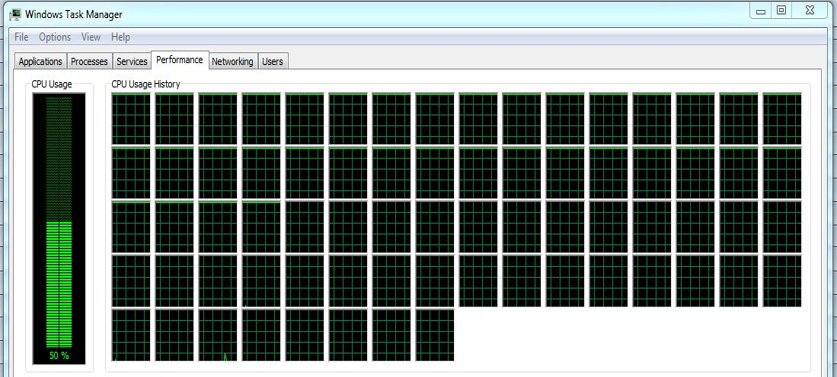 Windows Task Manager
File Options View Help
Applications Processes Services Performance Networking Users
CPU Usage CPU Usage History
50 %